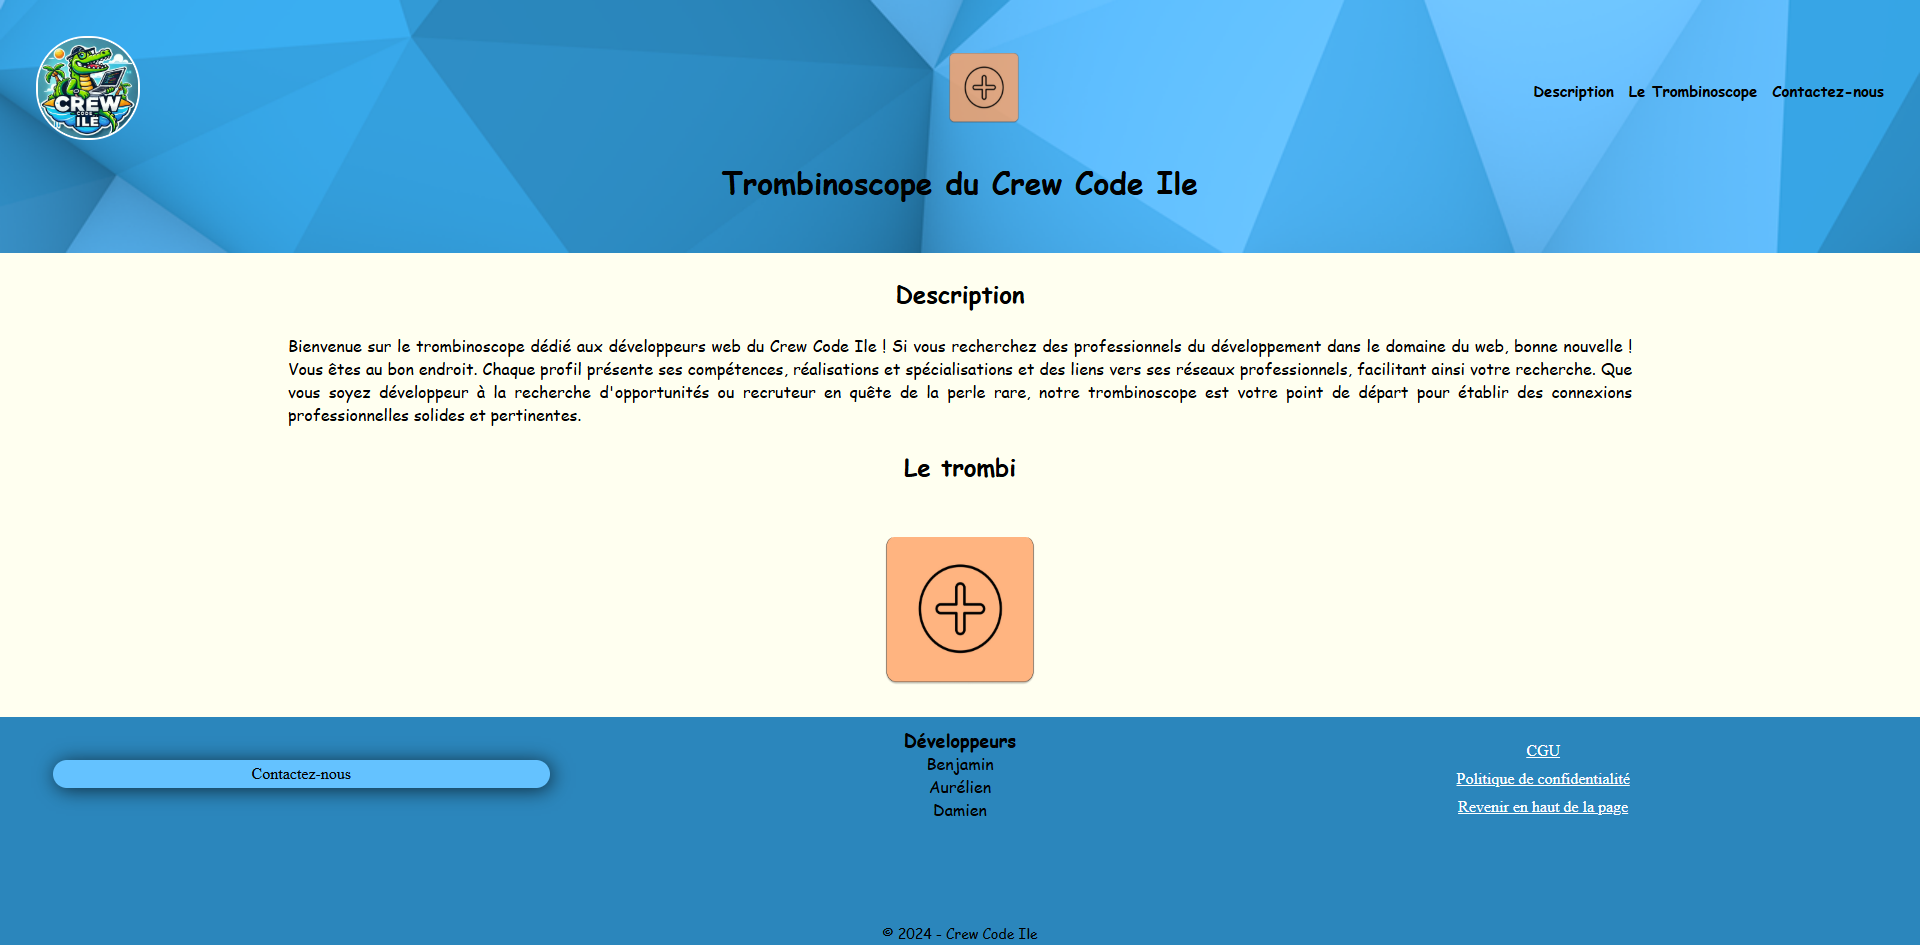 CREW
CODE
ILE
Description Le Trombinoscope Contactez-nous
Trombinoscope du Crew Code Ile
Description
Bienvenue sur le trombinoscope dédié aux développeurs web du Crew Code Ile ! Si vous recherchez des professionnels du développement dans le domaine du web, bonne nouvelle !
Vous êtes au bon endroit. Chaque profil présente ses compétences, réalisations et spécialisations et des liens vers ses réseaux professionnels, facilitant ainsi votre recherche. Que
vous soyez développeur à la recherche d'opportunités ou recruteur en quête de la perle rare, notre trombinoscope est votre point de départ pour établir des connexions
professionnelles solides et pertinentes.
Le trombi
Contactez-nous
Développeurs
Benjamin
Aurélien
Damien
CGU
Politique de confidentialité
Revenir en haut de la page
© 2024 - Crew Code Ile